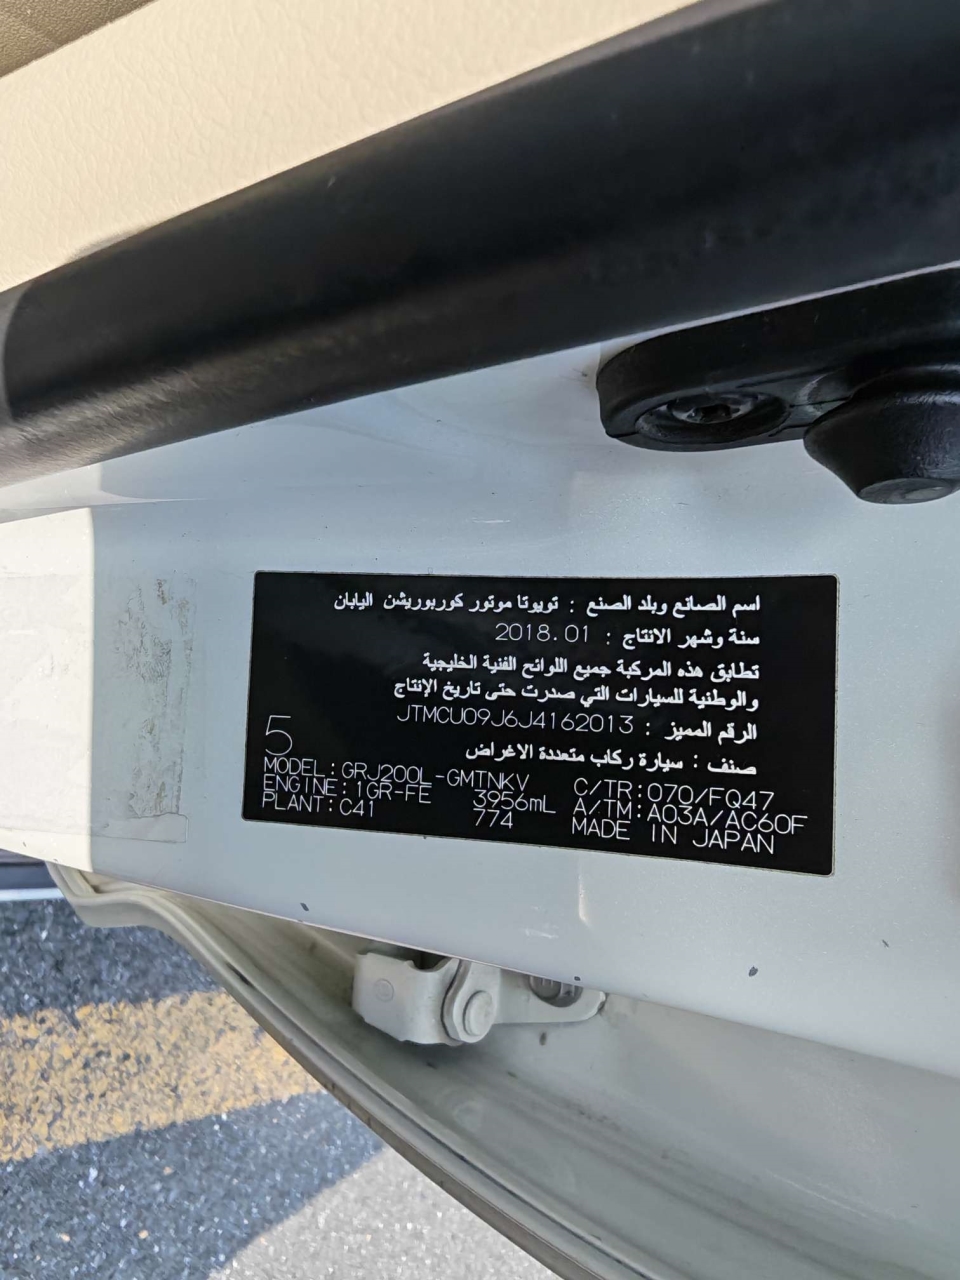 اسم الصانع وبلد الصنع : تويوتا موتور كوربوريشن اليابان
سنة وشهر الانتاج : 2018.01
تطابق هذه المركبة جميع اللوائح الفنية الخليجية
والوطنية للسيارات التي صدرت حتى تاريخ الإنتاج
الرقم المميز : JTMCU09J6J4162013
صنف : سيارة ركاب متعددة الاغراض
5
MODEL:GRJ200L-GMTNKV C/TR:070/FQ47
ENGINE:1GR-FE 3956mL A/TM:A03A/AC60F
PLANT:C41 774 MADE IN JAPAN